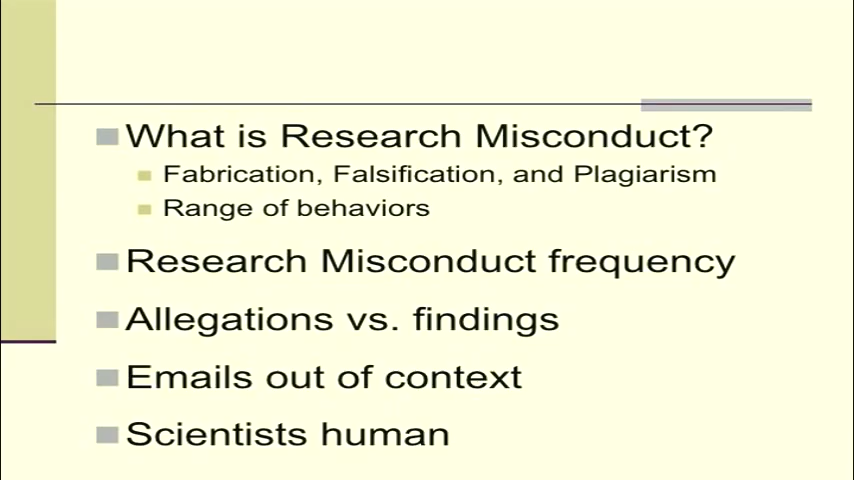 What is Research Misconduct?
Fabrication, Falsification, and Plagiarism
Range of behaviors
Research Misconduct frequency
Allegations vs. findings
Emails out of context
Scientists human